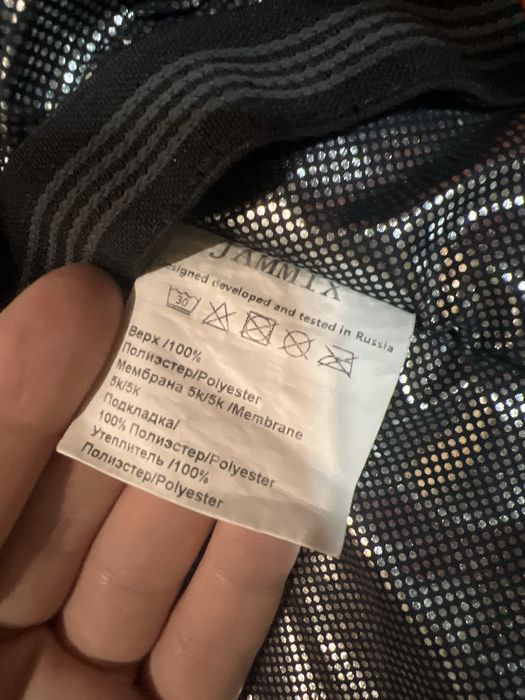 JAMMIX
Designed developed and tested in Russia
30
Верх /100%
Полиэстер/Polyester
Мембрана 5k/5k /Membrane
5k/5k
Подкладка/
100% Полиэстер/Polyester
Утеплитель /100%
Полиэстер/Polyester